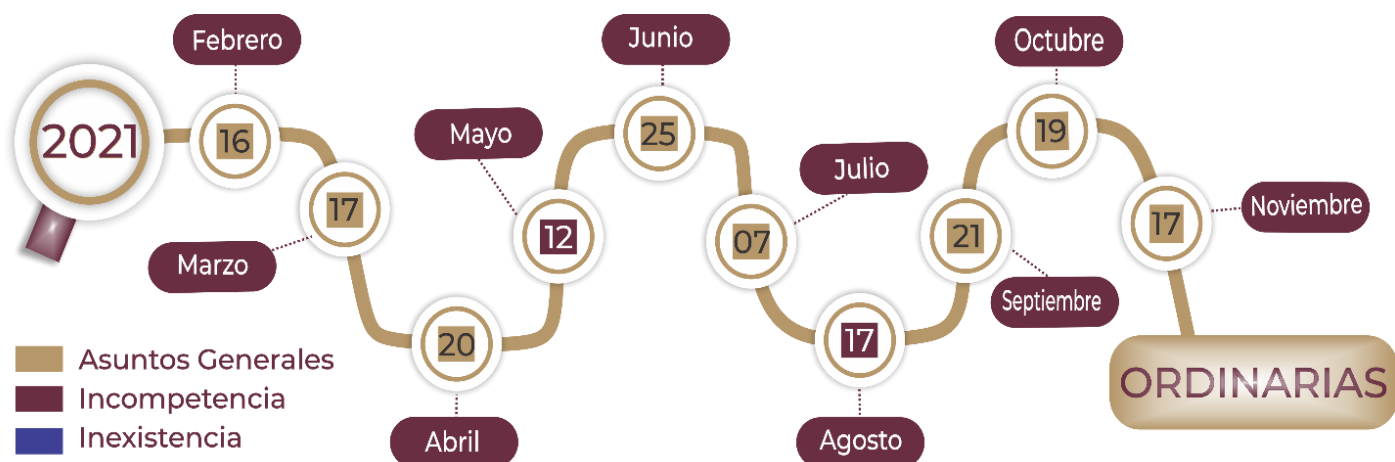 2021
Febrero
16
Marzo
17
Abril
20
Mayo
12
Junio
25
Julio
07
Agosto
17
Septiembre
21
Octubre
19
Noviembre
17
ORDINARIAS
Asuntos Generales
Incompetencia
Inexistencia